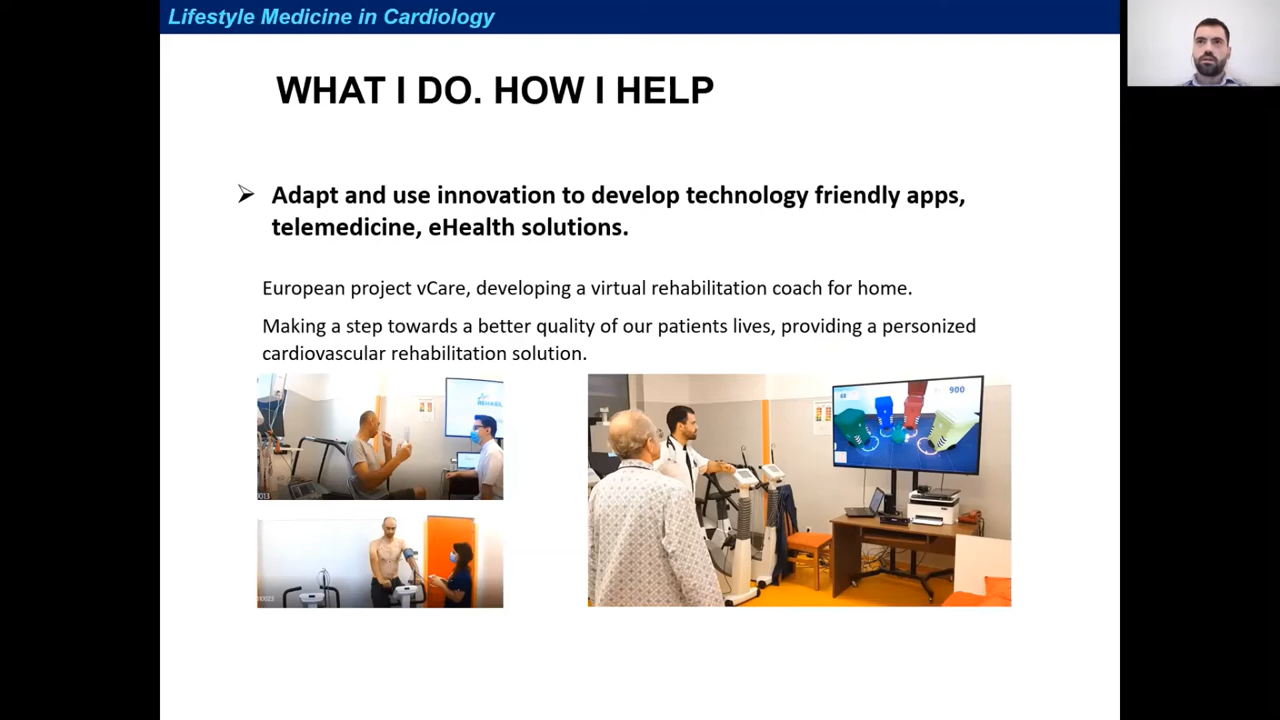 Lifestyle Medicine in Cardiology
WHAT I DO. HOW I HELP
Adapt and use innovation to develop technology friendly apps,
telemedicine, eHealth solutions.
European project vCare, developing a virtual rehabilitation coach for home.
Making a step towards a better quality of our patients lives, providing a personized
cardiovascular rehabilitation solution.
REHABIL
900